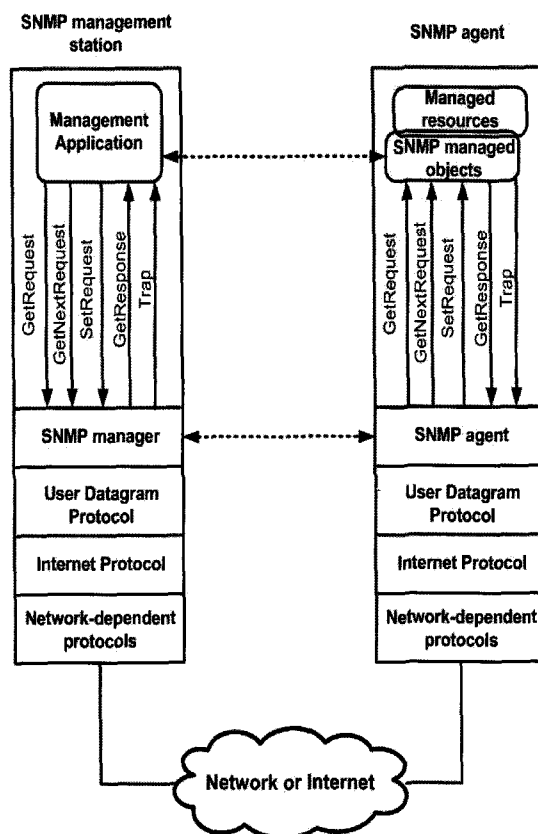 SNMP management
station
Management
Application
GetRequest
GetNextRequest
SetRequest
GetResponse
Trap
SNMP manager
User Datagram
Protocol
Internet Protocol
Network-dependent
protocols
SNMP agent
Managed
resources
SNMP managed
objects
GetRequest
GetNextRequest
SetRequest
GetResponse
Trap
SNMP agent
User Datagram
Protocol
Internet Protocol
Network-dependent
protocols
Network or Internet